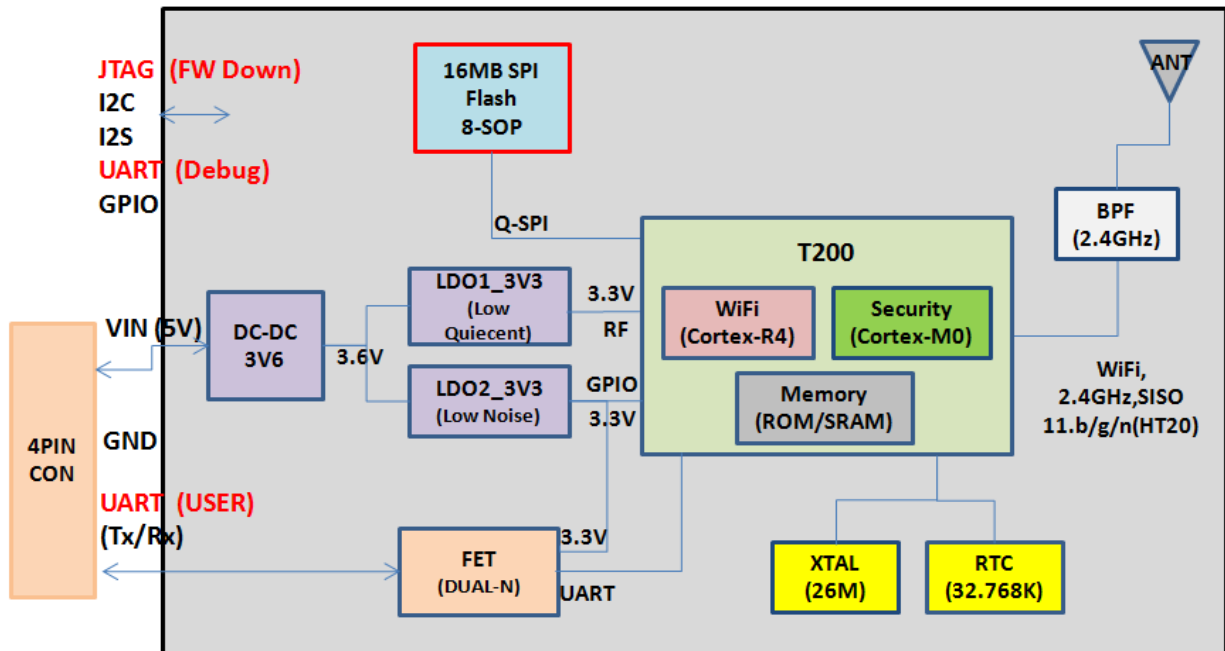 JTAG (FW Down)
I2C
I2S
UART (Debug)
GPIO
16MB SPI
Flash
8-SOP
ANT
BPF
(2.4GHz)
Q-SPI
T200
WiFi
(Cortex-R4)
Security
(Cortex-M0)
Memory
(ROM/SRAM)
LDO1_3V3
(Low
Quiecent)
3.3V
RF
VIN (5V)
DC-DC
3V6
3.6V
LDO2_3V3
(Low Noise)
GPIO
3.3V
WiFi,
2.4GHz,SISO
11.b/g/n(HT20)
4PIN
CON
GND
UART (USER)
(Tx/Rx)
FET
(DUAL-N)
3.3V
UART
XTAL
(26M)
RTC
(32.768K)